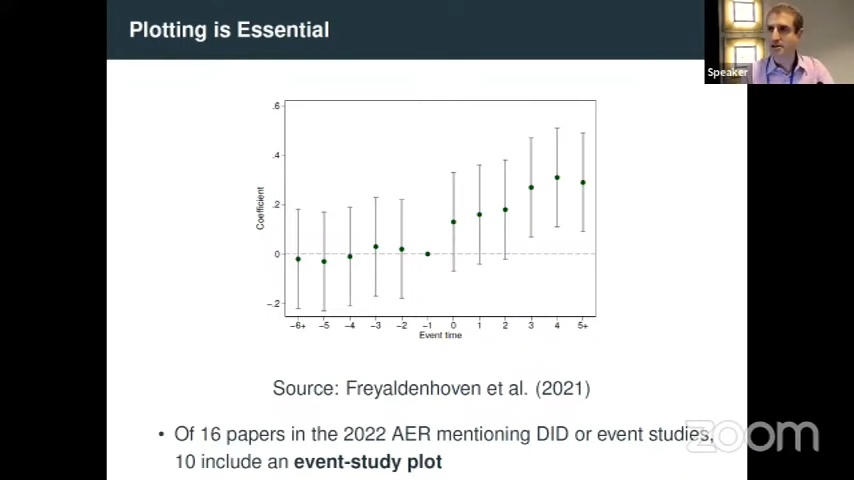 Plotting is Essential
Speaker
.6
.4
.2
0
-.2
Coefficient
-6+ -5 -4 -3 -2 -1 0 1 2 3 4 5+
Event time
Source: Freyaldenhoven et al. (2021)
• Of 16 papers in the 2022 AER mentioning DID or event studies,
10 include an event-study plot
zoom